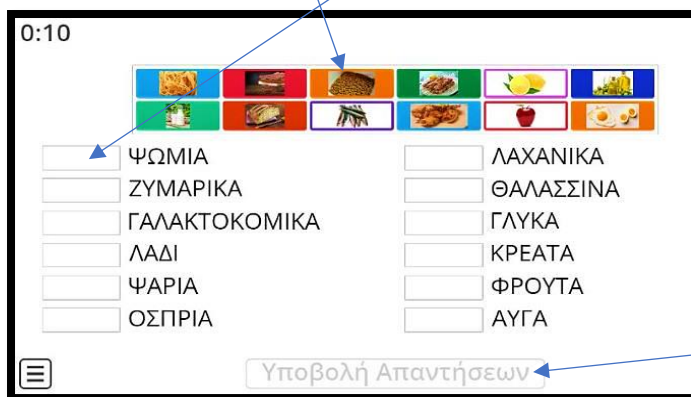 0:10
ΨΩΜΙΑ
ΖΥΜΑΡΙΚΑ
ΓΑΛΑΚΤΟΚΟΜΙΚΑ
ΛΑΔΙ
ΨΑΡΙΑ
ΟΣΠΡΙΑ
ΛΑΧΑΝΙΚΑ
ΘΑΛΑΣΣΙΝΑ
ΓΛΥΚΑ
ΚΡΕΑΤΑ
ΦΡΟΥΤΑ
ΑΥΓΑ
Υποβολή Απαντήσεων